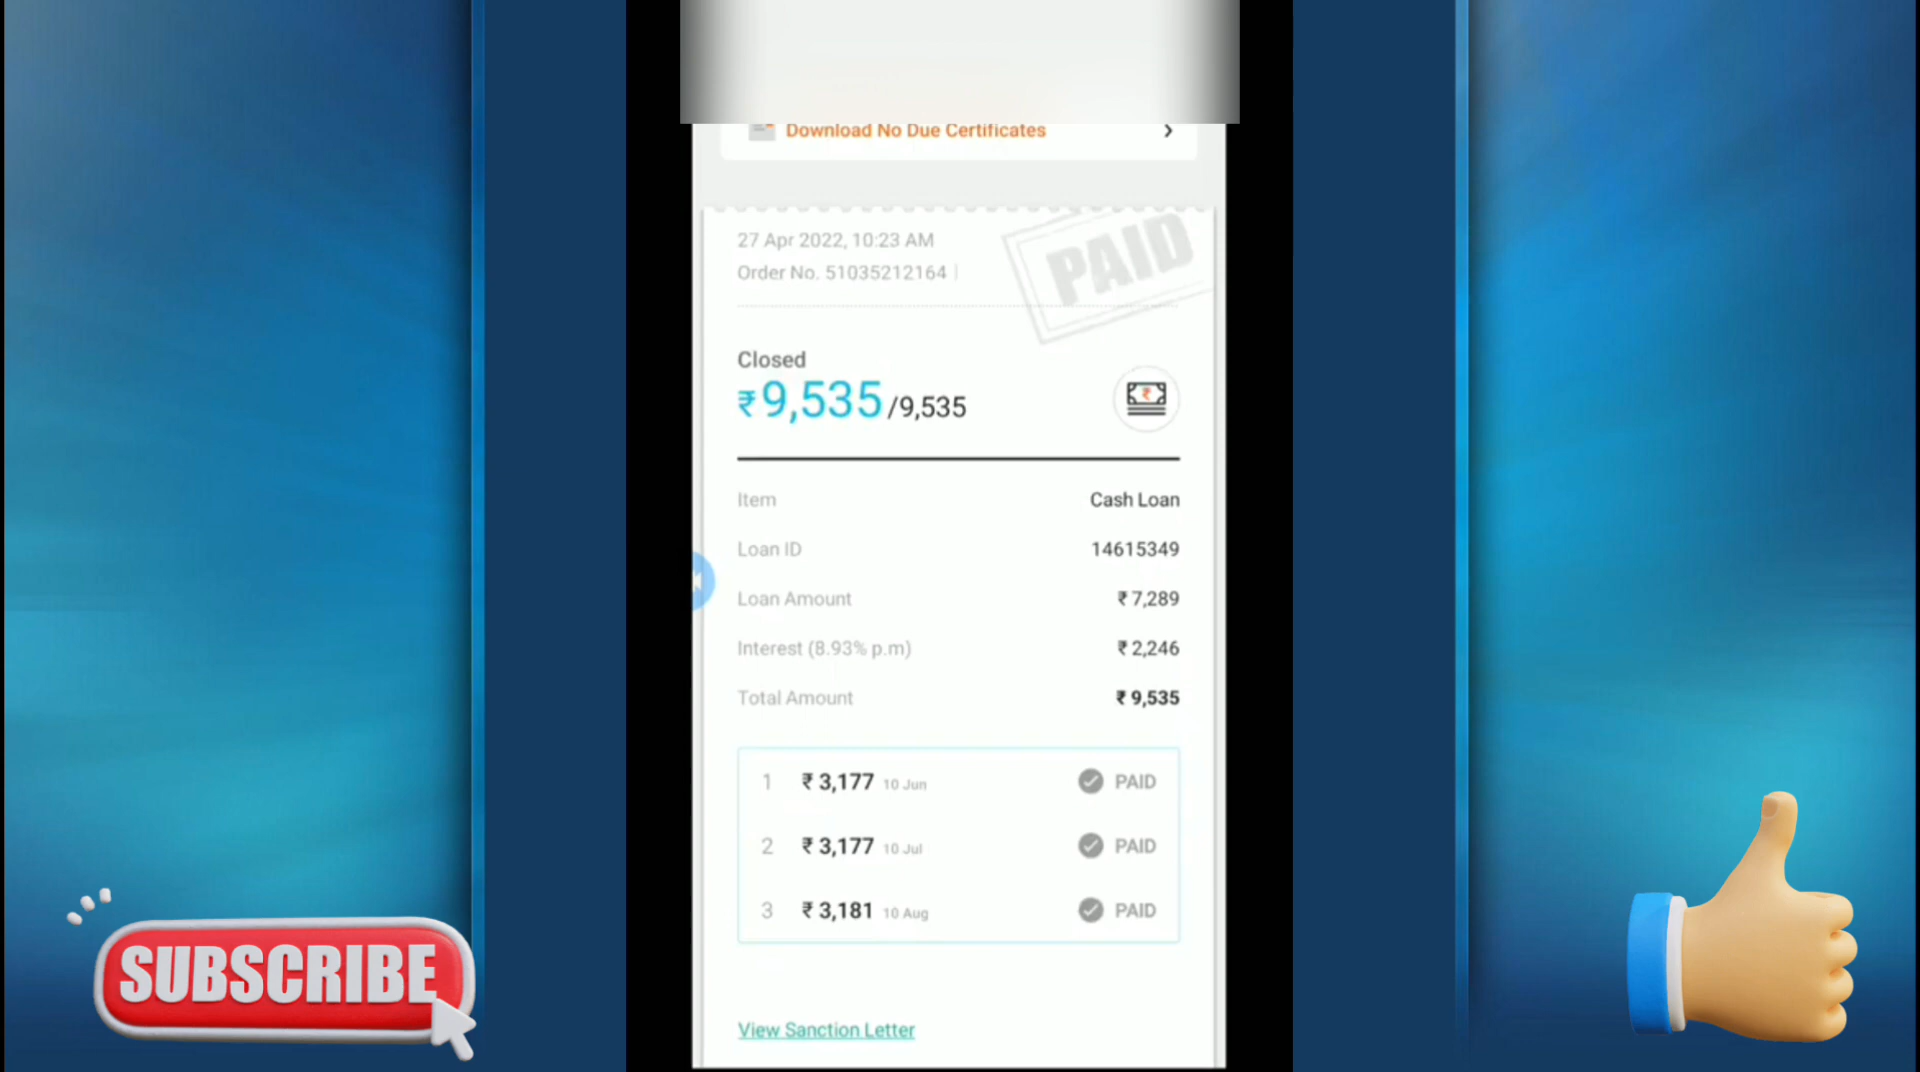 Download No Due Certificates
27 Apr 2022, 10:23 AM
PAID
Order No. 51035212164
Closed
₹9,535/9,535
Item Cash Loan
Loan ID 14615349
Loan Amount ₹7,289
Interest (8.93% p.m) ₹2,246
Total Amount ₹9,535
1 ₹3,177 10 Jun PAID
2 ₹3,177 10 Jul PAID
3 ₹3,181 10 Aug PAID
View Sanction Letter
SUBSCRIBE